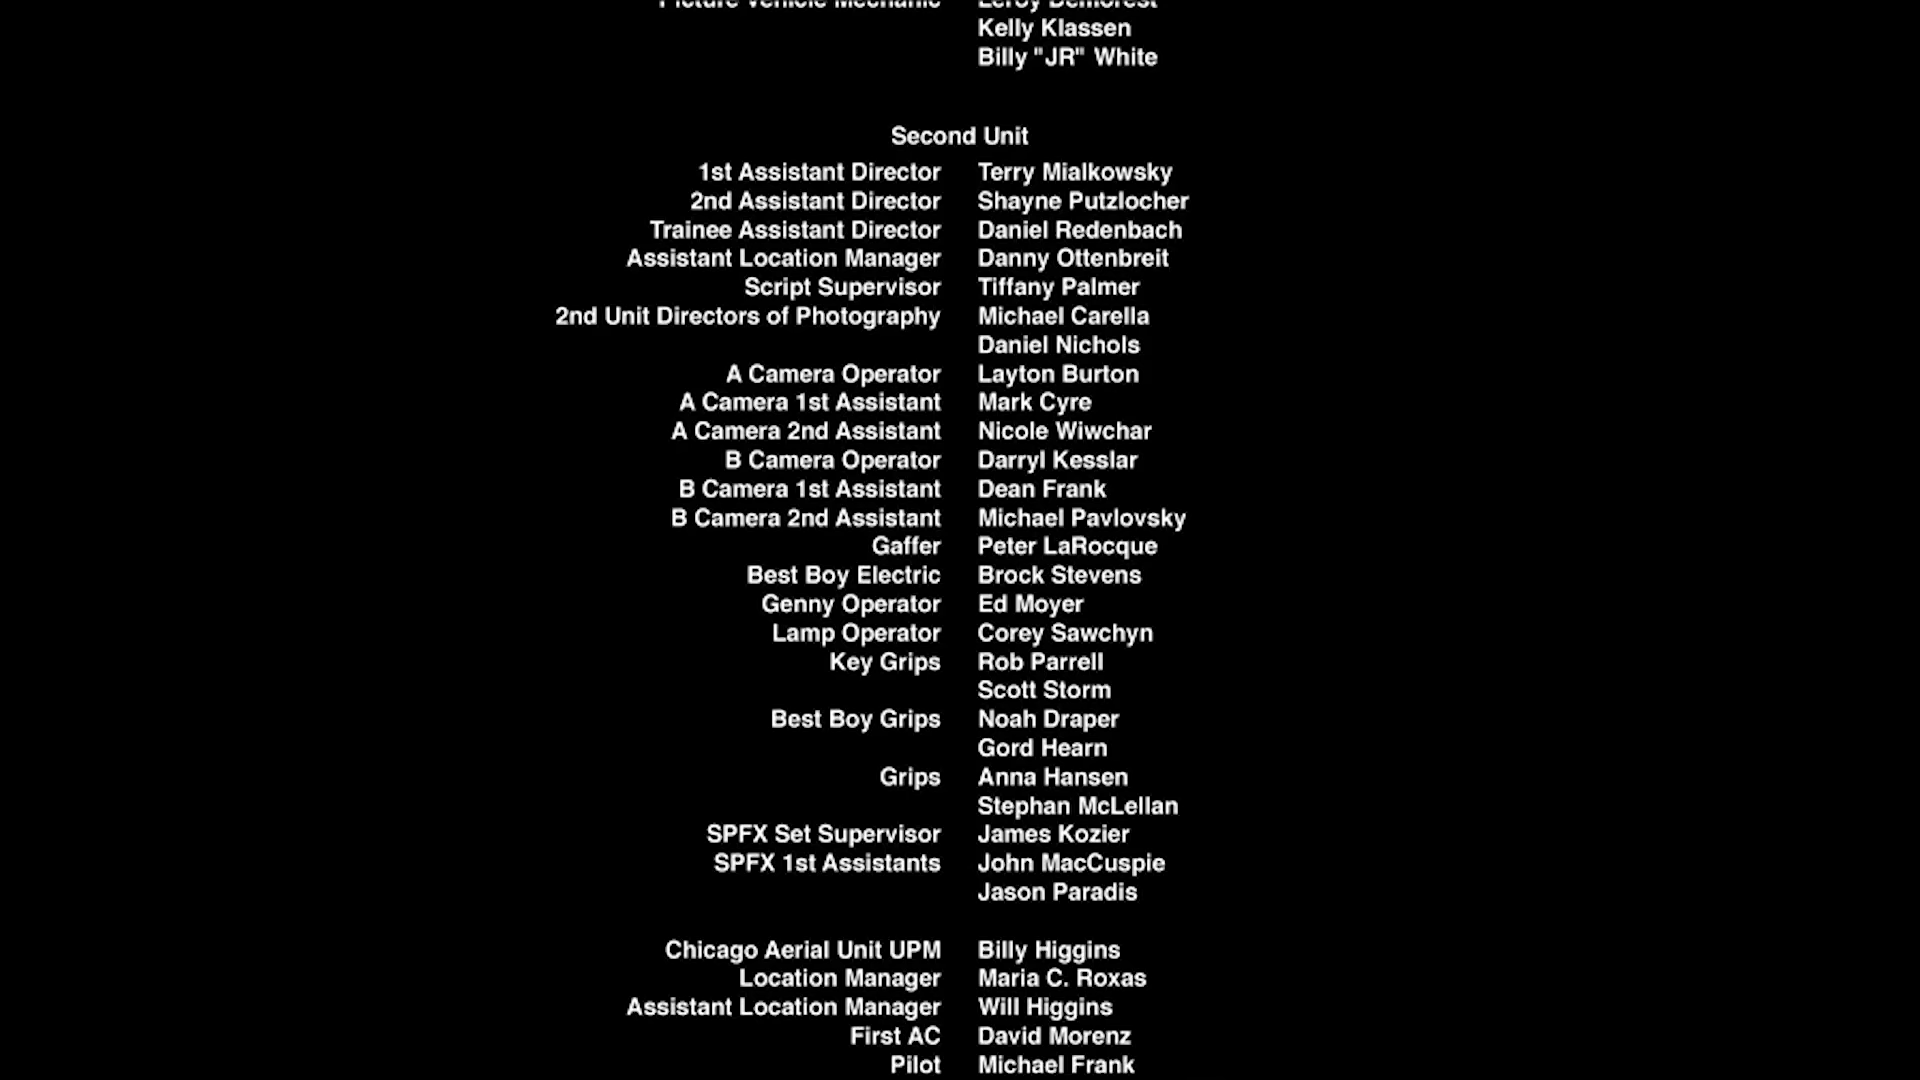 Picture Vehicle Mechanic Leroy Demorest
Kelly Klassen
Billy "JR" White
Second Unit
1st Assistant Director Terry Mialkowsky
2nd Assistant Director Shayne Putzlocher
Trainee Assistant Director Daniel Redenbach
Assistant Location Manager Danny Ottenbreit
Script Supervisor Tiffany Palmer
2nd Unit Directors of Photography Michael Carella
Daniel Nichols
A Camera Operator Layton Burton
A Camera 1st Assistant Mark Cyre
A Camera 2nd Assistant Nicole Wiwchar
B Camera Operator Darryl Kesslar
B Camera 1st Assistant Dean Frank
B Camera 2nd Assistant Michael Pavlovsky
Gaffer Peter LaRocque
Best Boy Electric Brock Stevens
Genny Operator Ed Moyer
Lamp Operator Corey Sawchyn
Key Grips Rob Parrell
Scott Storm
Best Boy Grips Noah Draper
Gord Hearn
Grips Anna Hansen
Stephan McLellan
SPFX Set Supervisor James Kozier
SPFX 1st Assistants John MacCuspie
Jason Paradis
Chicago Aerial Unit UPM Billy Higgins
Location Manager Maria C. Roxas
Assistant Location Manager Will Higgins
First AC David Morenz
Pilot Michael Frank